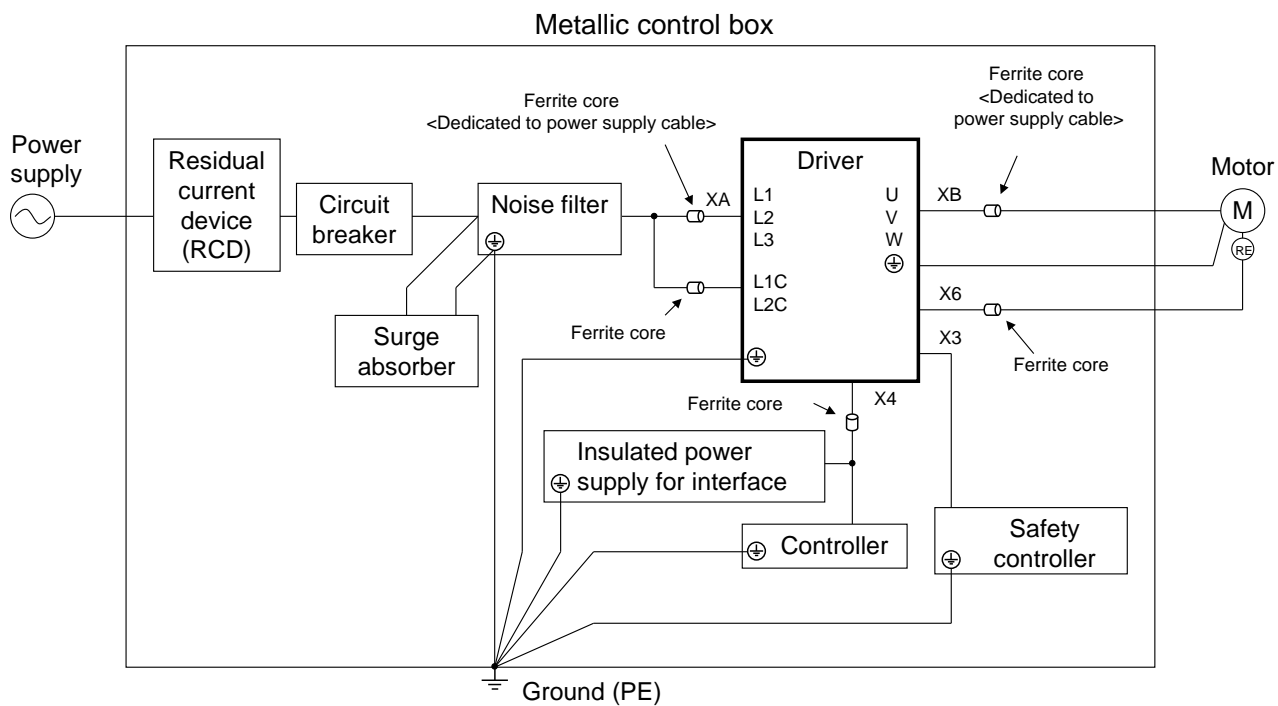 Metallic control box
Power
supply
Residual
current
device
(RCD)
Circuit
breaker
Surge
absorber
Noise filter
Ferrite core
<Dedicated to power supply cable>
XA
Ferrite core
Driver
L1
L2
L3
L1C
L2C
U
V
W
XB
X6
X3
X4
Ferrite core
<Dedicated to
power supply cable>
Motor
M
RE
Ferrite core
Ferrite core
Insulated power
supply for interface
Controller
Safety
controller
Ground (PE)